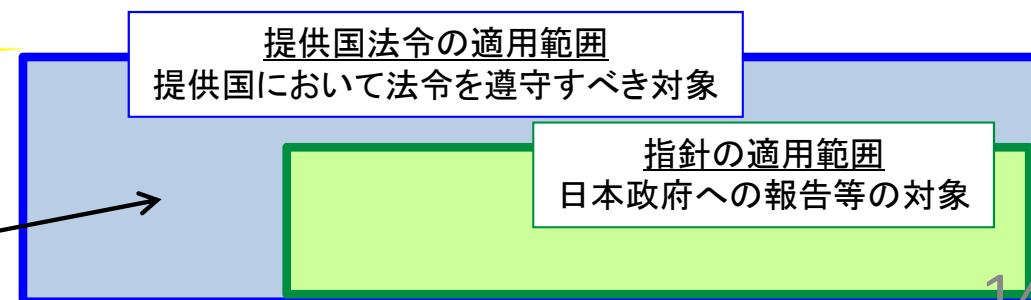 提供国法令の適用範囲
提供国において法令を遵守すべき対象
指針の適用範囲
日本政府への報告等の対象